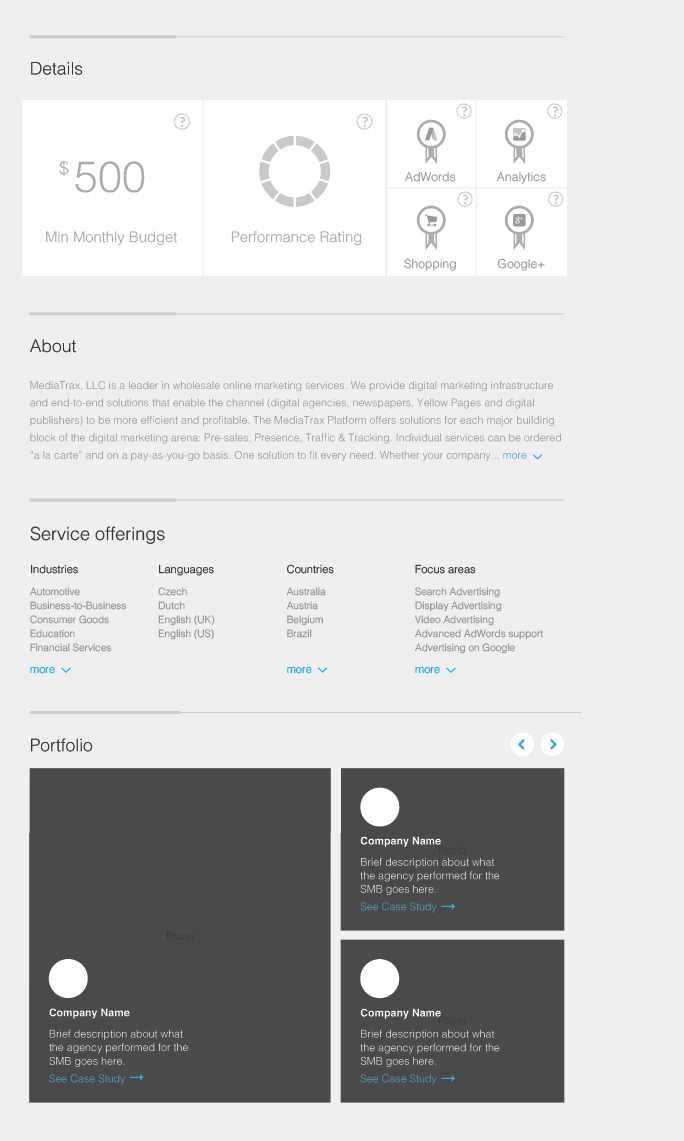 Details
?
?
?
?
$ 500
AdWords
Analytics
Min Monthly Budget
Performance Rating
?
?
Shopping
g+
Google+
About
MediaTrax, LLC is a leader in wholesale online marketing services. We provide digital marketing infrastructure
and end-to-end solutions that enable the channel (digital agencies, newspapers, Yellow Pages and digital
publishers) to be more efficient and profitable. The MediaTrax Platform offers solutions for each major building
block of the digital marketing arena: Pre-sales, Presence, Traffic & Tracking. Individual services can be ordered
“a la carte” and on a pay-as-you-go basis. One solution to fit every need. Whether your company... more
Service offerings
Industries
Automotive
Business-to-Business
Consumer Goods
Education
Financial Services
more
Languages
Czech
Dutch
English (UK)
English (US)
Countries
Australia
Austria
Belgium
Brazil
more
Focus areas
Search Advertising
Display Advertising
Video Advertising
Advanced AdWords support
Advertising on Google
more
Portfolio
Photo
Company Name
Brief description about what
the agency performed for the
SMB goes here.
See Case Study
Company Name
Photo
Brief description about what
the agency performed for the
SMB goes here.
See Case Study
Company Name
Photo
Brief description about what
the agency performed for the
SMB goes here.
See Case Study